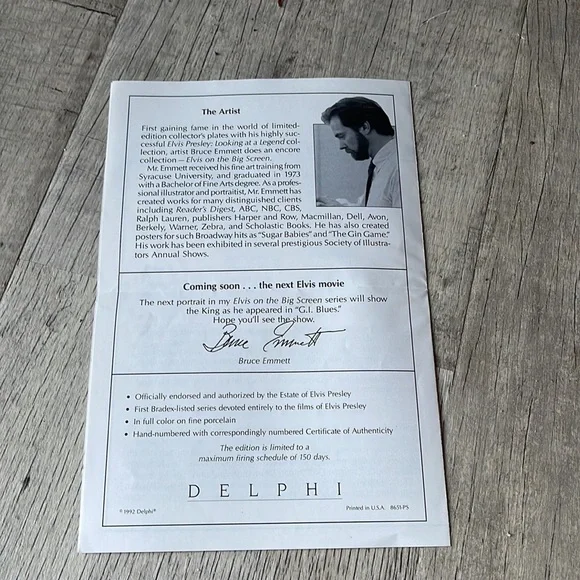 The Artist
First gaining fame in the world of limited-
edition collector's plates with his highly suc-
cessful Elvis Presley: Looking at a Legend col-
lection, artist Bruce Emmett does an encore
collection — Elvis on the Big Screen.
Mr. Emmett received his fine art training from
Syracuse University, and graduated in 1973
with a Bachelor of Fine Arts degree. As a profes-
sional illustrator and portraitist, Mr. Emmett has
created works for many distinguished clients
including Reader's Digest, ABC, NBC, CBS,
Ralph Lauren, publishers Harper and Row, Macmillan, Dell, Avon,
Berkely, Warner, Zebra, and Scholastic Books. He has also created
posters for such Broadway hits as "Sugar Babies" and "The Gin Game."
His work has been exhibited in several prestigious Society of Illustra-
tors Annual Shows.
Coming soon . . . the next Elvis movie
The next portrait in my Elvis on the Big Screen series will show
the King as he appeared in "G.I. Blues."
Hope you'll see the show.
Bruce Emmett
Bruce Emmett
• Officially endorsed and authorized by the Estate of Elvis Presley
• First Bradex-listed series devoted entirely to the films of Elvis Presley
• In full color on fine porcelain
• Hand-numbered with correspondingly numbered Certificate of Authenticity
The edition is limited to a
maximum firing schedule of 150 days.
DELPHI
© 1992 Delphi® Printed in U.S.A. 8631-P5